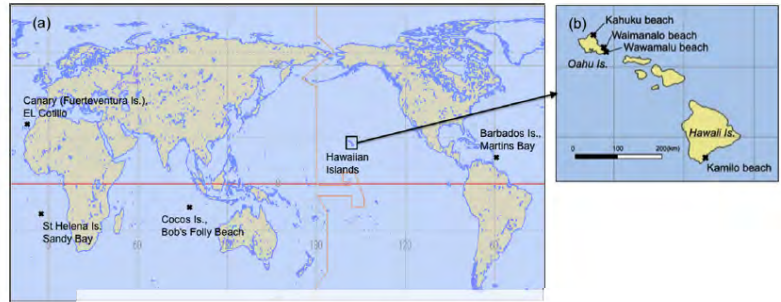 (a)
Canary (Fuerteventura Is.),
EL Cotillo
St Helena Is.
Sandy Bay
Cocos Is.,
Bob's Folly Beach
Hawaiian
Islands
Barbados Is.,
Martins Bay
60
120
60
(b)
Kahuku beach
Waimanalo beach
Wawamalu beach
Oahu Is.
Hawaii Is.
0 100 200(km)
Kamilo beach